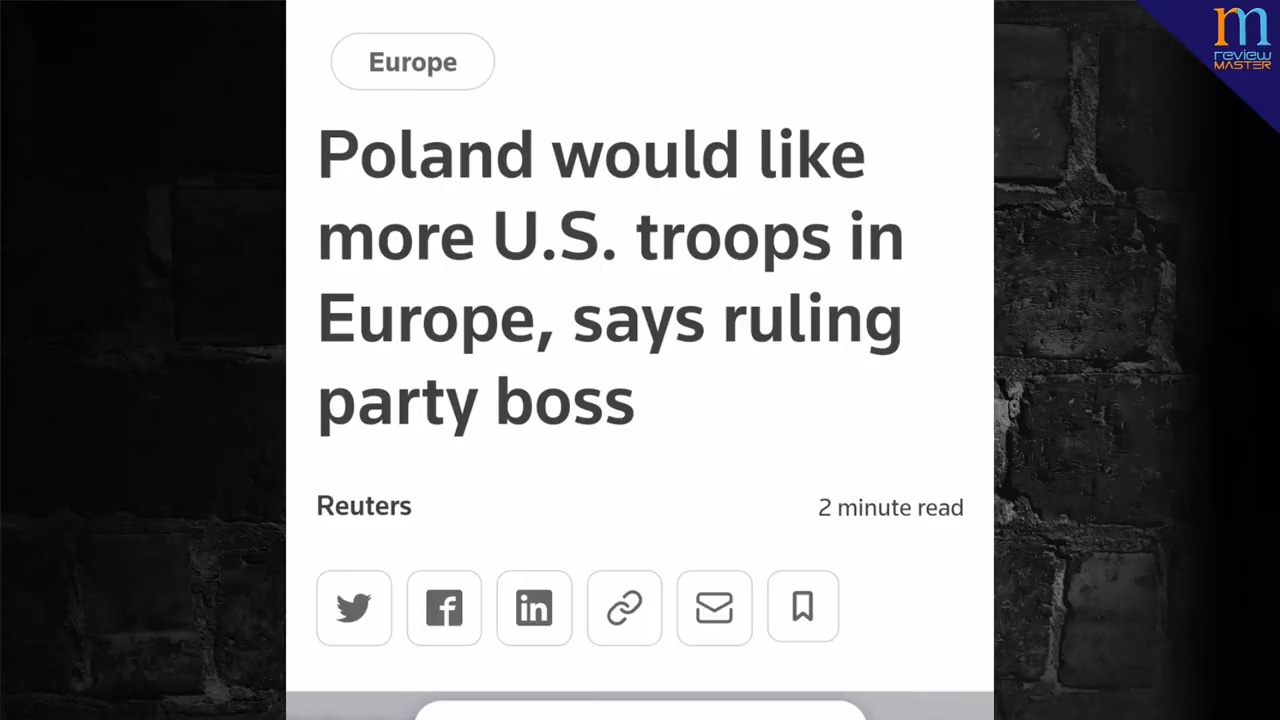 Europe
Poland would like
more U.S. troops in
Europe, says ruling
party boss
Reuters
2 minute read
m
review
MASTER